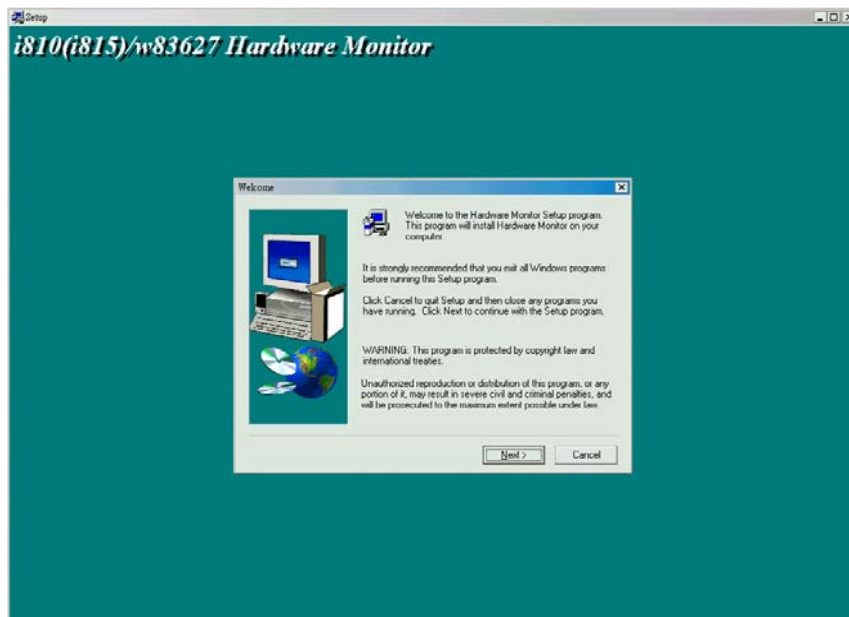 Setup
i810(i815)/w83627 Hardware Monitor
Welcome
Welcome to the Hardware Monitor Setup program.
This program will install Hardware Monitor on your
computer.
It is strongly recommended that you exit all Windows programs
before running this Setup program.
Click Cancel to quit Setup and then close any programs you
have running. Click Next to continue with the Setup program.
WARNING: This program is protected by copyright law and
international treaties.
Unauthorized reproduction or distribution of this program, or any
portion of it, may result in severe civil and criminal penalties, and
will be prosecuted to the maximum extent possible under law.
Next > Cancel